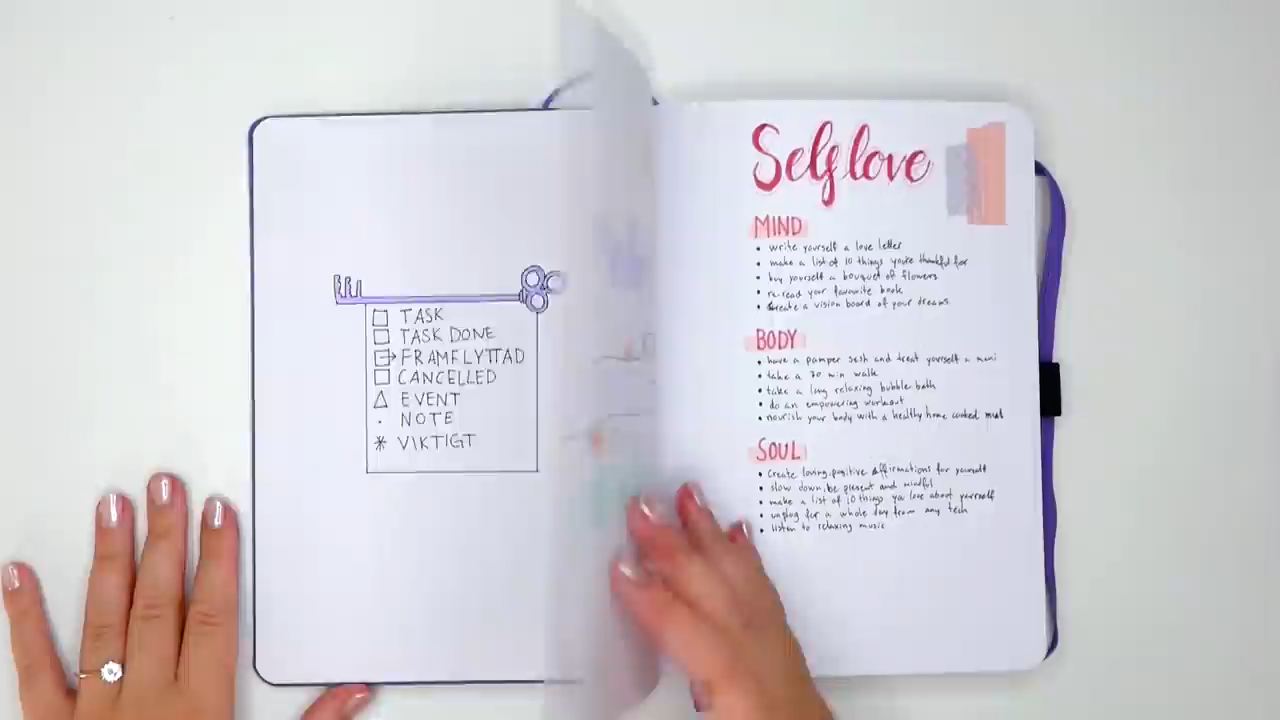 TASK
TASK DONE
FRAMFLYTTAD
CANCELLED
EVENT
NOTE
VIKTIGT
Self love
MIND
• write yourself a love letter
• make a list of 10 things you're thankful for
• buy yourself a bouquet of flowers
• re-read your favourite book
• create a vision board of your dreams
BODY
• have a pamper sesh and treat yourself a mani
• take a 30 min walk
• take a long relaxing bubble bath
• do an empowering workout
• nourish your body with a healthy home cooked meal
SOUL
• create loving, positive affirmations for yourself
• slow down, be present and mindful
• make a list of 10 things you love about yourself
• unplug for a whole day from any tech
• listen to relaxing music